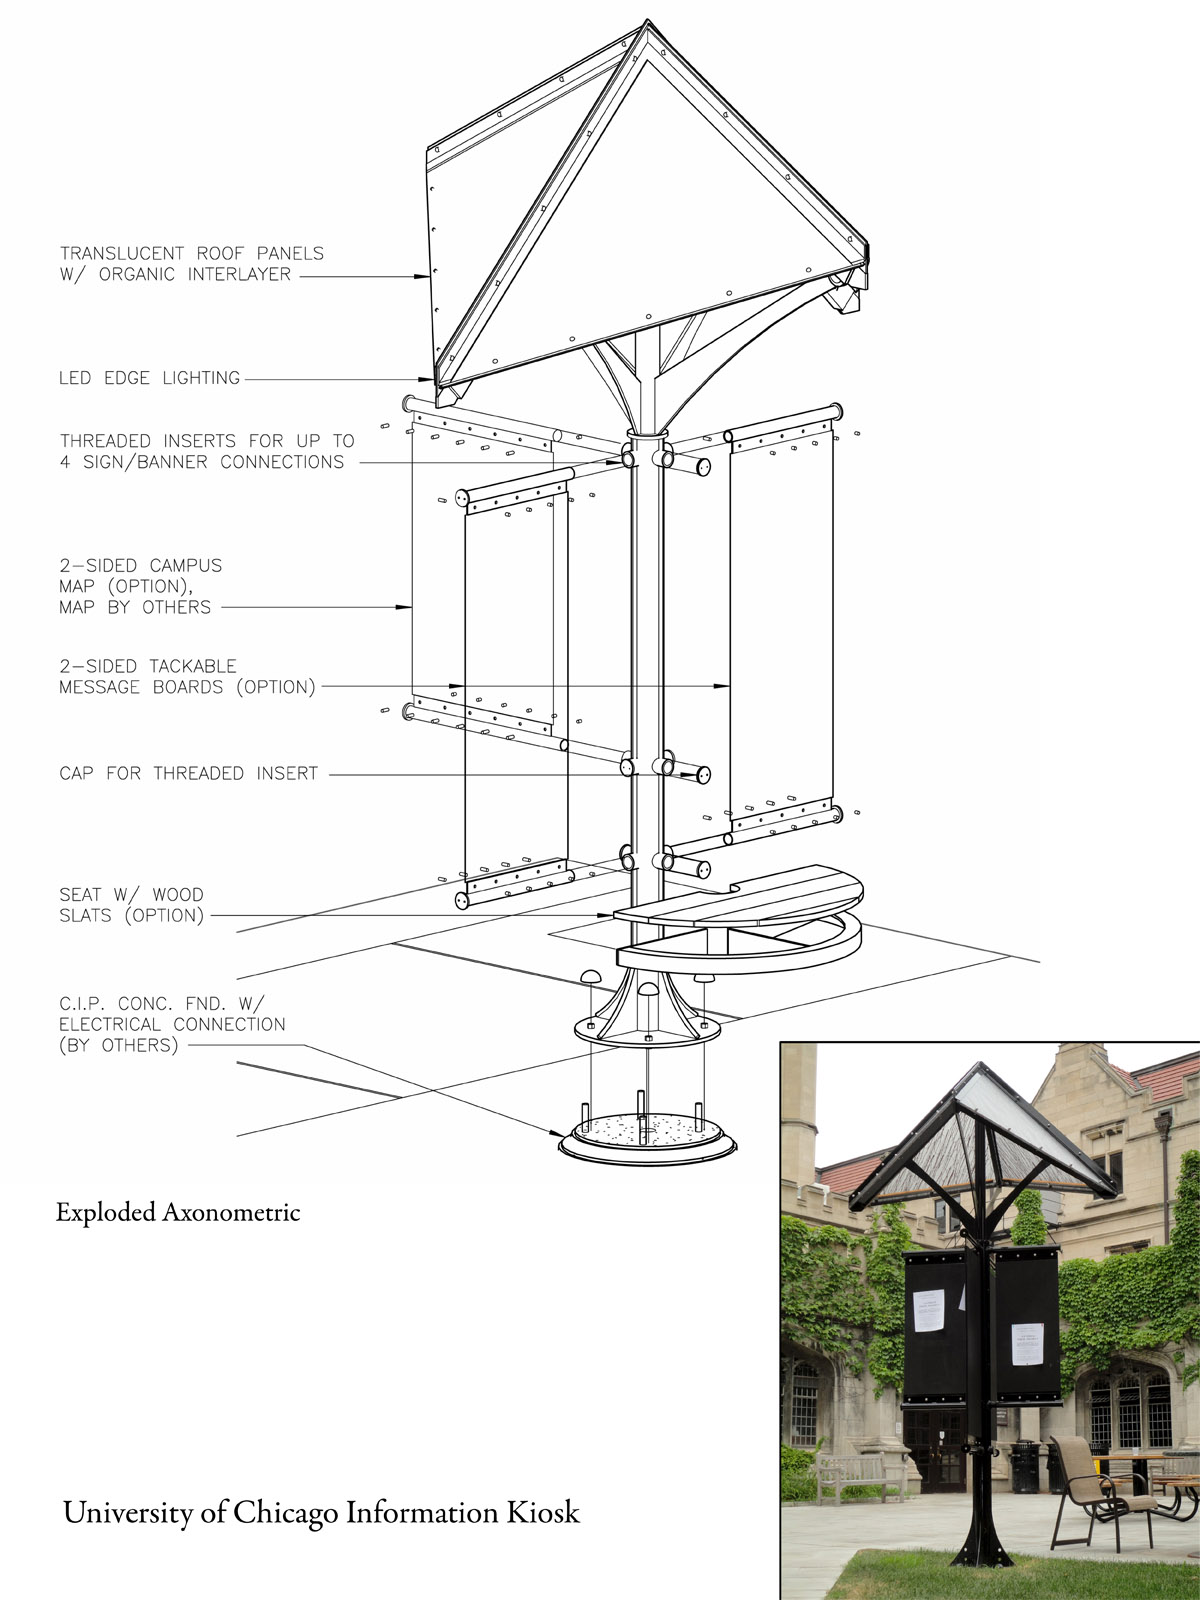 TRANSLUCENT ROOF PANELS
W/ ORGANIC INTERLAYER
LED EDGE LIGHTING
THREADED INSERTS FOR UP TO
4 SIGN/BANNER CONNECTIONS
2-SIDED CAMPUS
MAP (OPTION),
MAP BY OTHERS
2-SIDED TACKABLE
MESSAGE BOARDS (OPTION)
CAP FOR THREADED INSERT
SEAT W/ WOOD
SLATS (OPTION)
C.I.P. CONC. FND. W/
ELECTRICAL CONNECTION
(BY OTHERS)
Exploded Axonometric
University of Chicago Information Kiosk